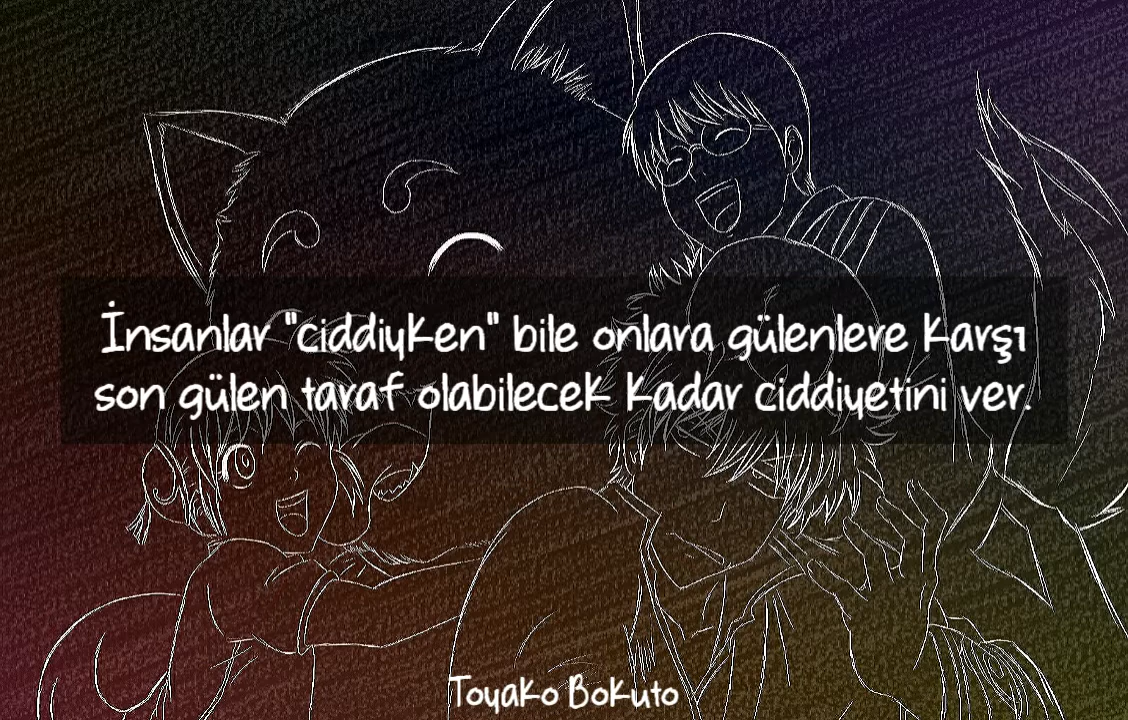 İnsanlar "ciddiyken" bile onlara gülenlere karşı
son gülen taraf olabilecek kadar ciddiyetini ver.
Toyako Bokuto